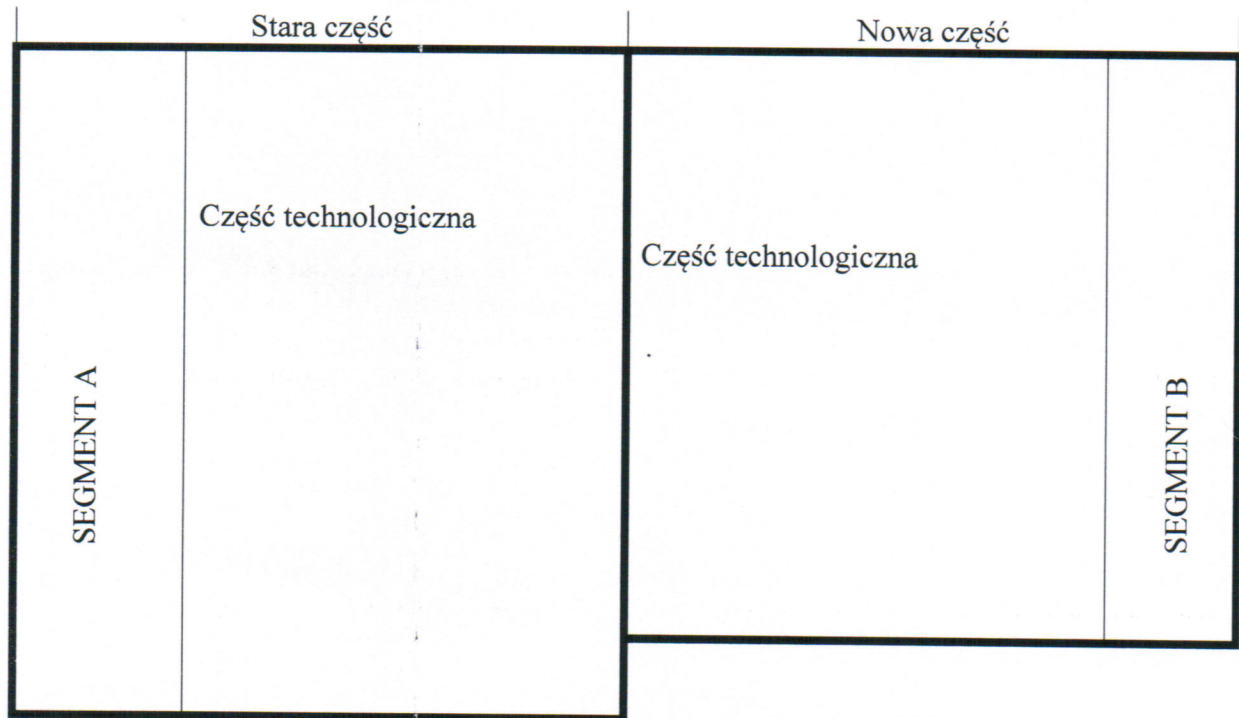 Stara część
Nowa część
Część technologiczna
Część technologiczna
SEGMENT A
SEGMENT B